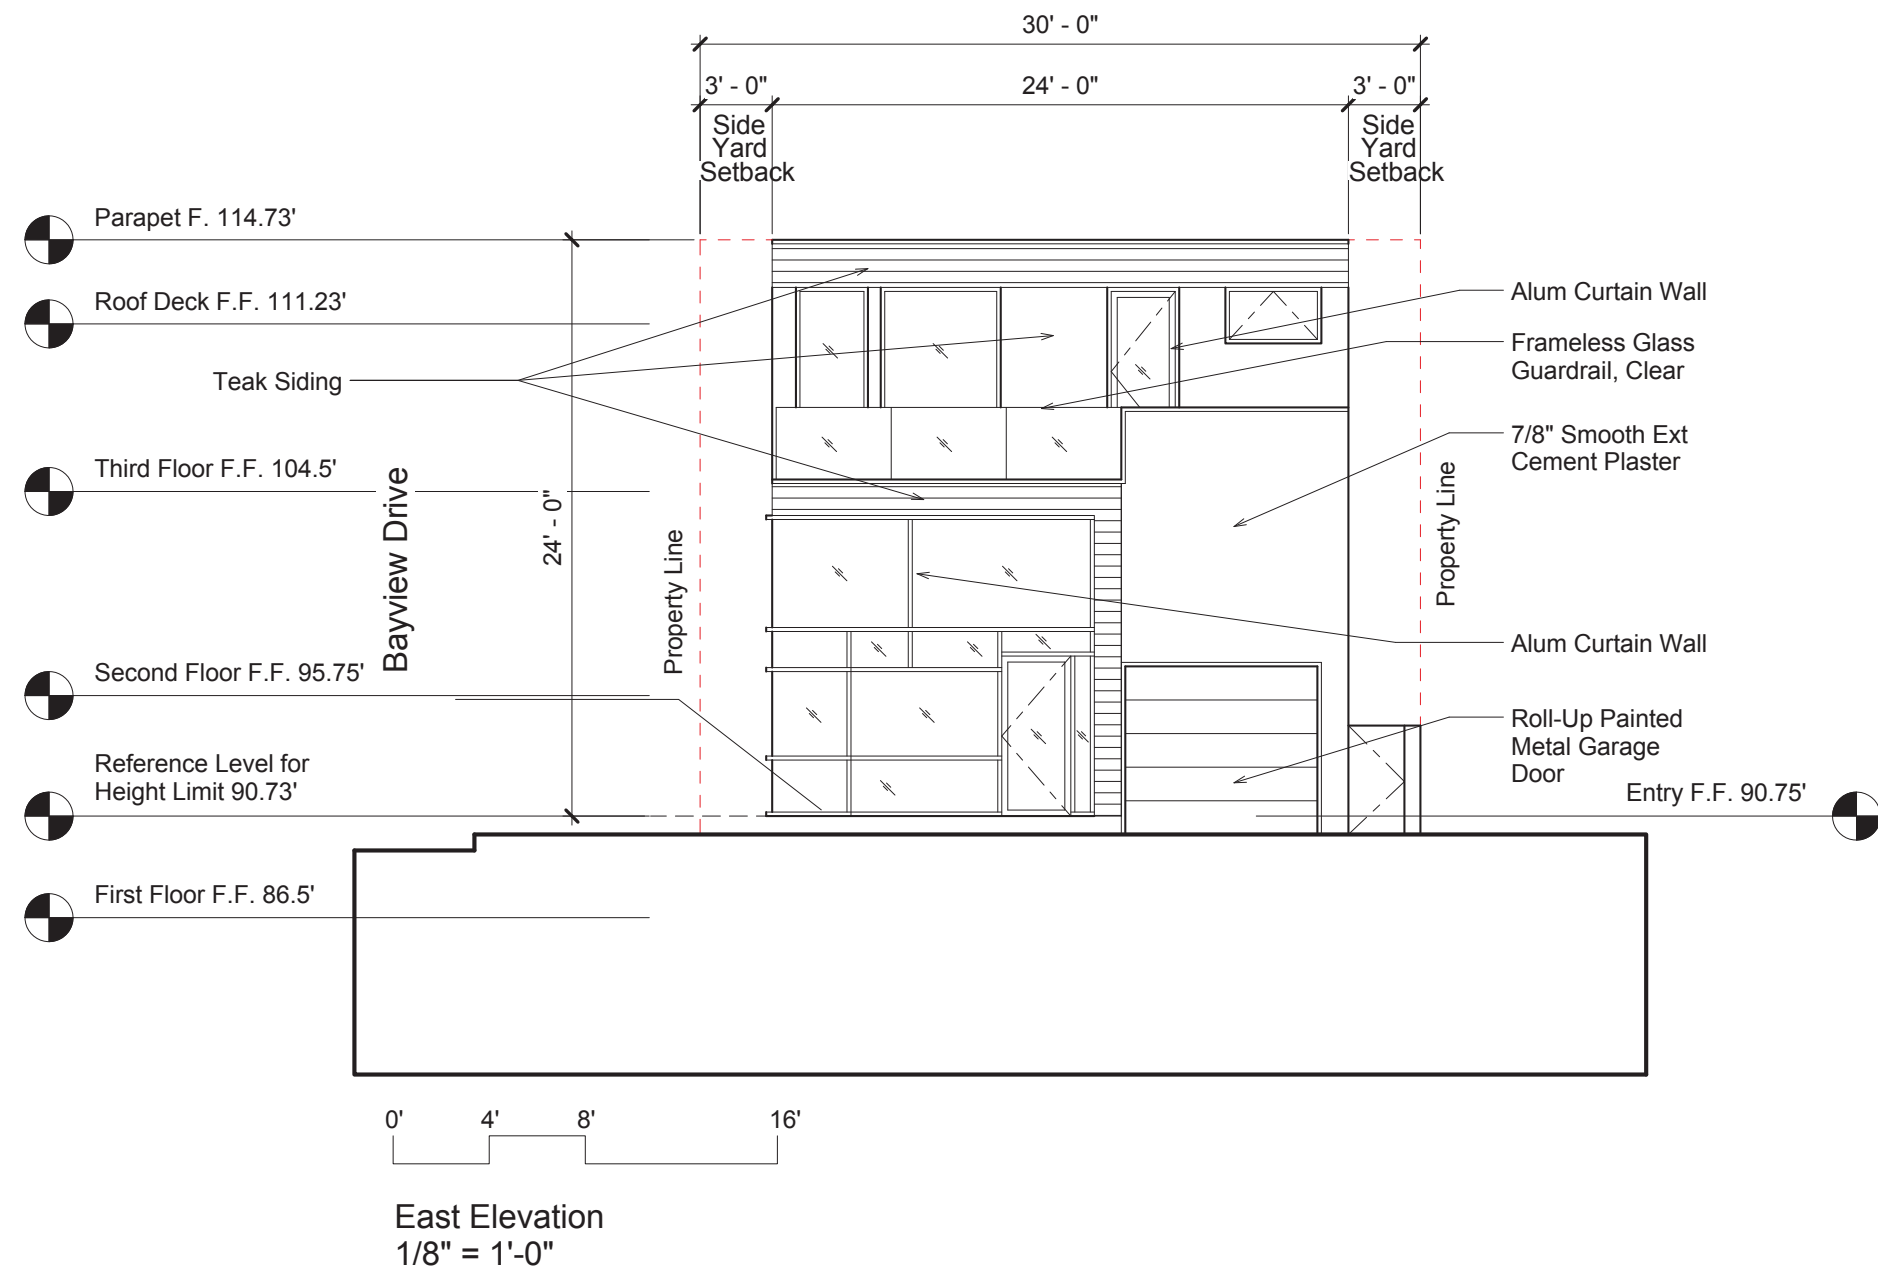 30' - 0"
3' - 0"
24' - 0"
3' - 0"
Side
Yard
Setback
Side
Yard
Setback
Parapet F. 114.73'
Roof Deck F.F. 111.23'
Teak Siding
Third Floor F.F. 104.5'
Bayview Drive
24' - 0"
Property Line
Second Floor F.F. 95.75'
Reference Level for
Height Limit 90.73'
First Floor F.F. 86.5'
Alum Curtain Wall
Frameless Glass
Guardrail, Clear
7/8" Smooth Ext
Cement Plaster
Property Line
Alum Curtain Wall
Roll-Up Painted
Metal Garage
Door
Entry F.F. 90.75'
0'
4'
8'
16'
East Elevation
1/8" = 1'-0"